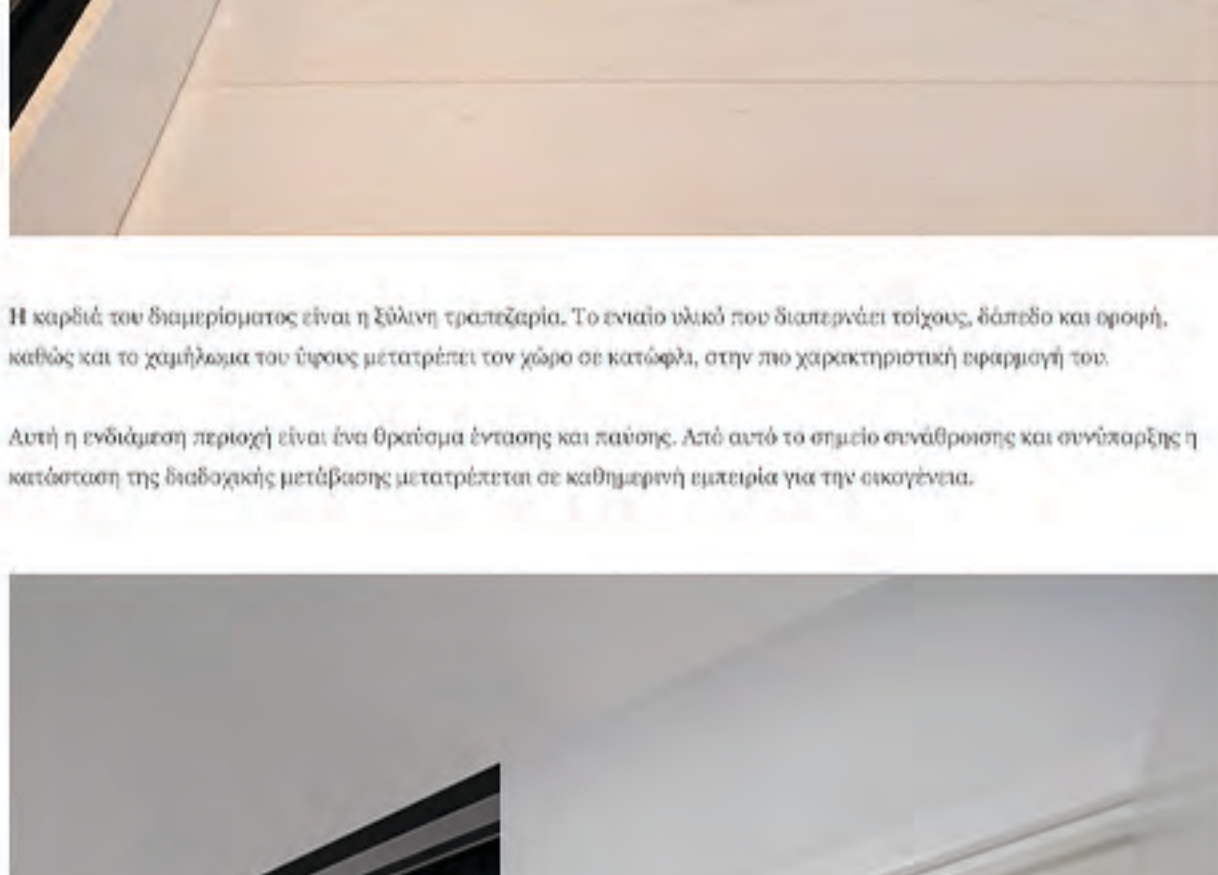 Η καρδιά του διαμερίσματος είναι η ξύλινη τραπεζαρία. Το ενιαίο υλικό που διαπερνάει τοίχους, δάπεδο και οροφή,
καθώς και το χαμήλωμα του ύψους μετατρέπει τον χώρο σε κατώφλι, στην πιο χαρακτηριστική εφαρμογή του.
Αυτή η ενδιάμεση περιοχή είναι ένα θραύσμα έντασης και παύσης. Από αυτό το σημείο συνάθροισης και συνύπαρξης η
κατάσταση της διαδοχικής μετάβασης μετατρέπεται σε καθημερινή εμπειρία για την οικογένεια.